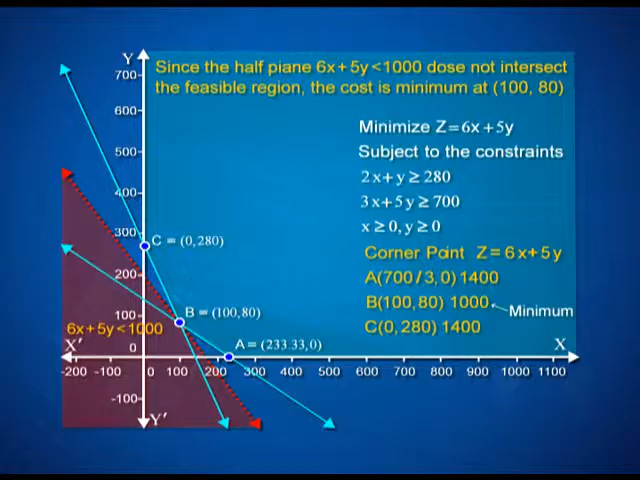 Since the half plane 6x+5y<1000 dose not intersect
the feasible region, the cost is minimum at (100, 80)
Minimize Z=6x+5y
Subject to the constraints
2x+y≥280
3x+5y≥700
x≥0,y≥0
Corner Point Z=6x+5y
A(700/3,0) 1400
B(100,80) 1000
Minimum
C(0,280) 1400
Y
700
600
500
400
300
200
100
0
-100
C = (0,280)
B = (100,80)
A = (233.33,0)
6x+5y<1000
X′
X
-200 -100 0 100 200 300 400 500 600 700 800 900 1000 1100
Y′